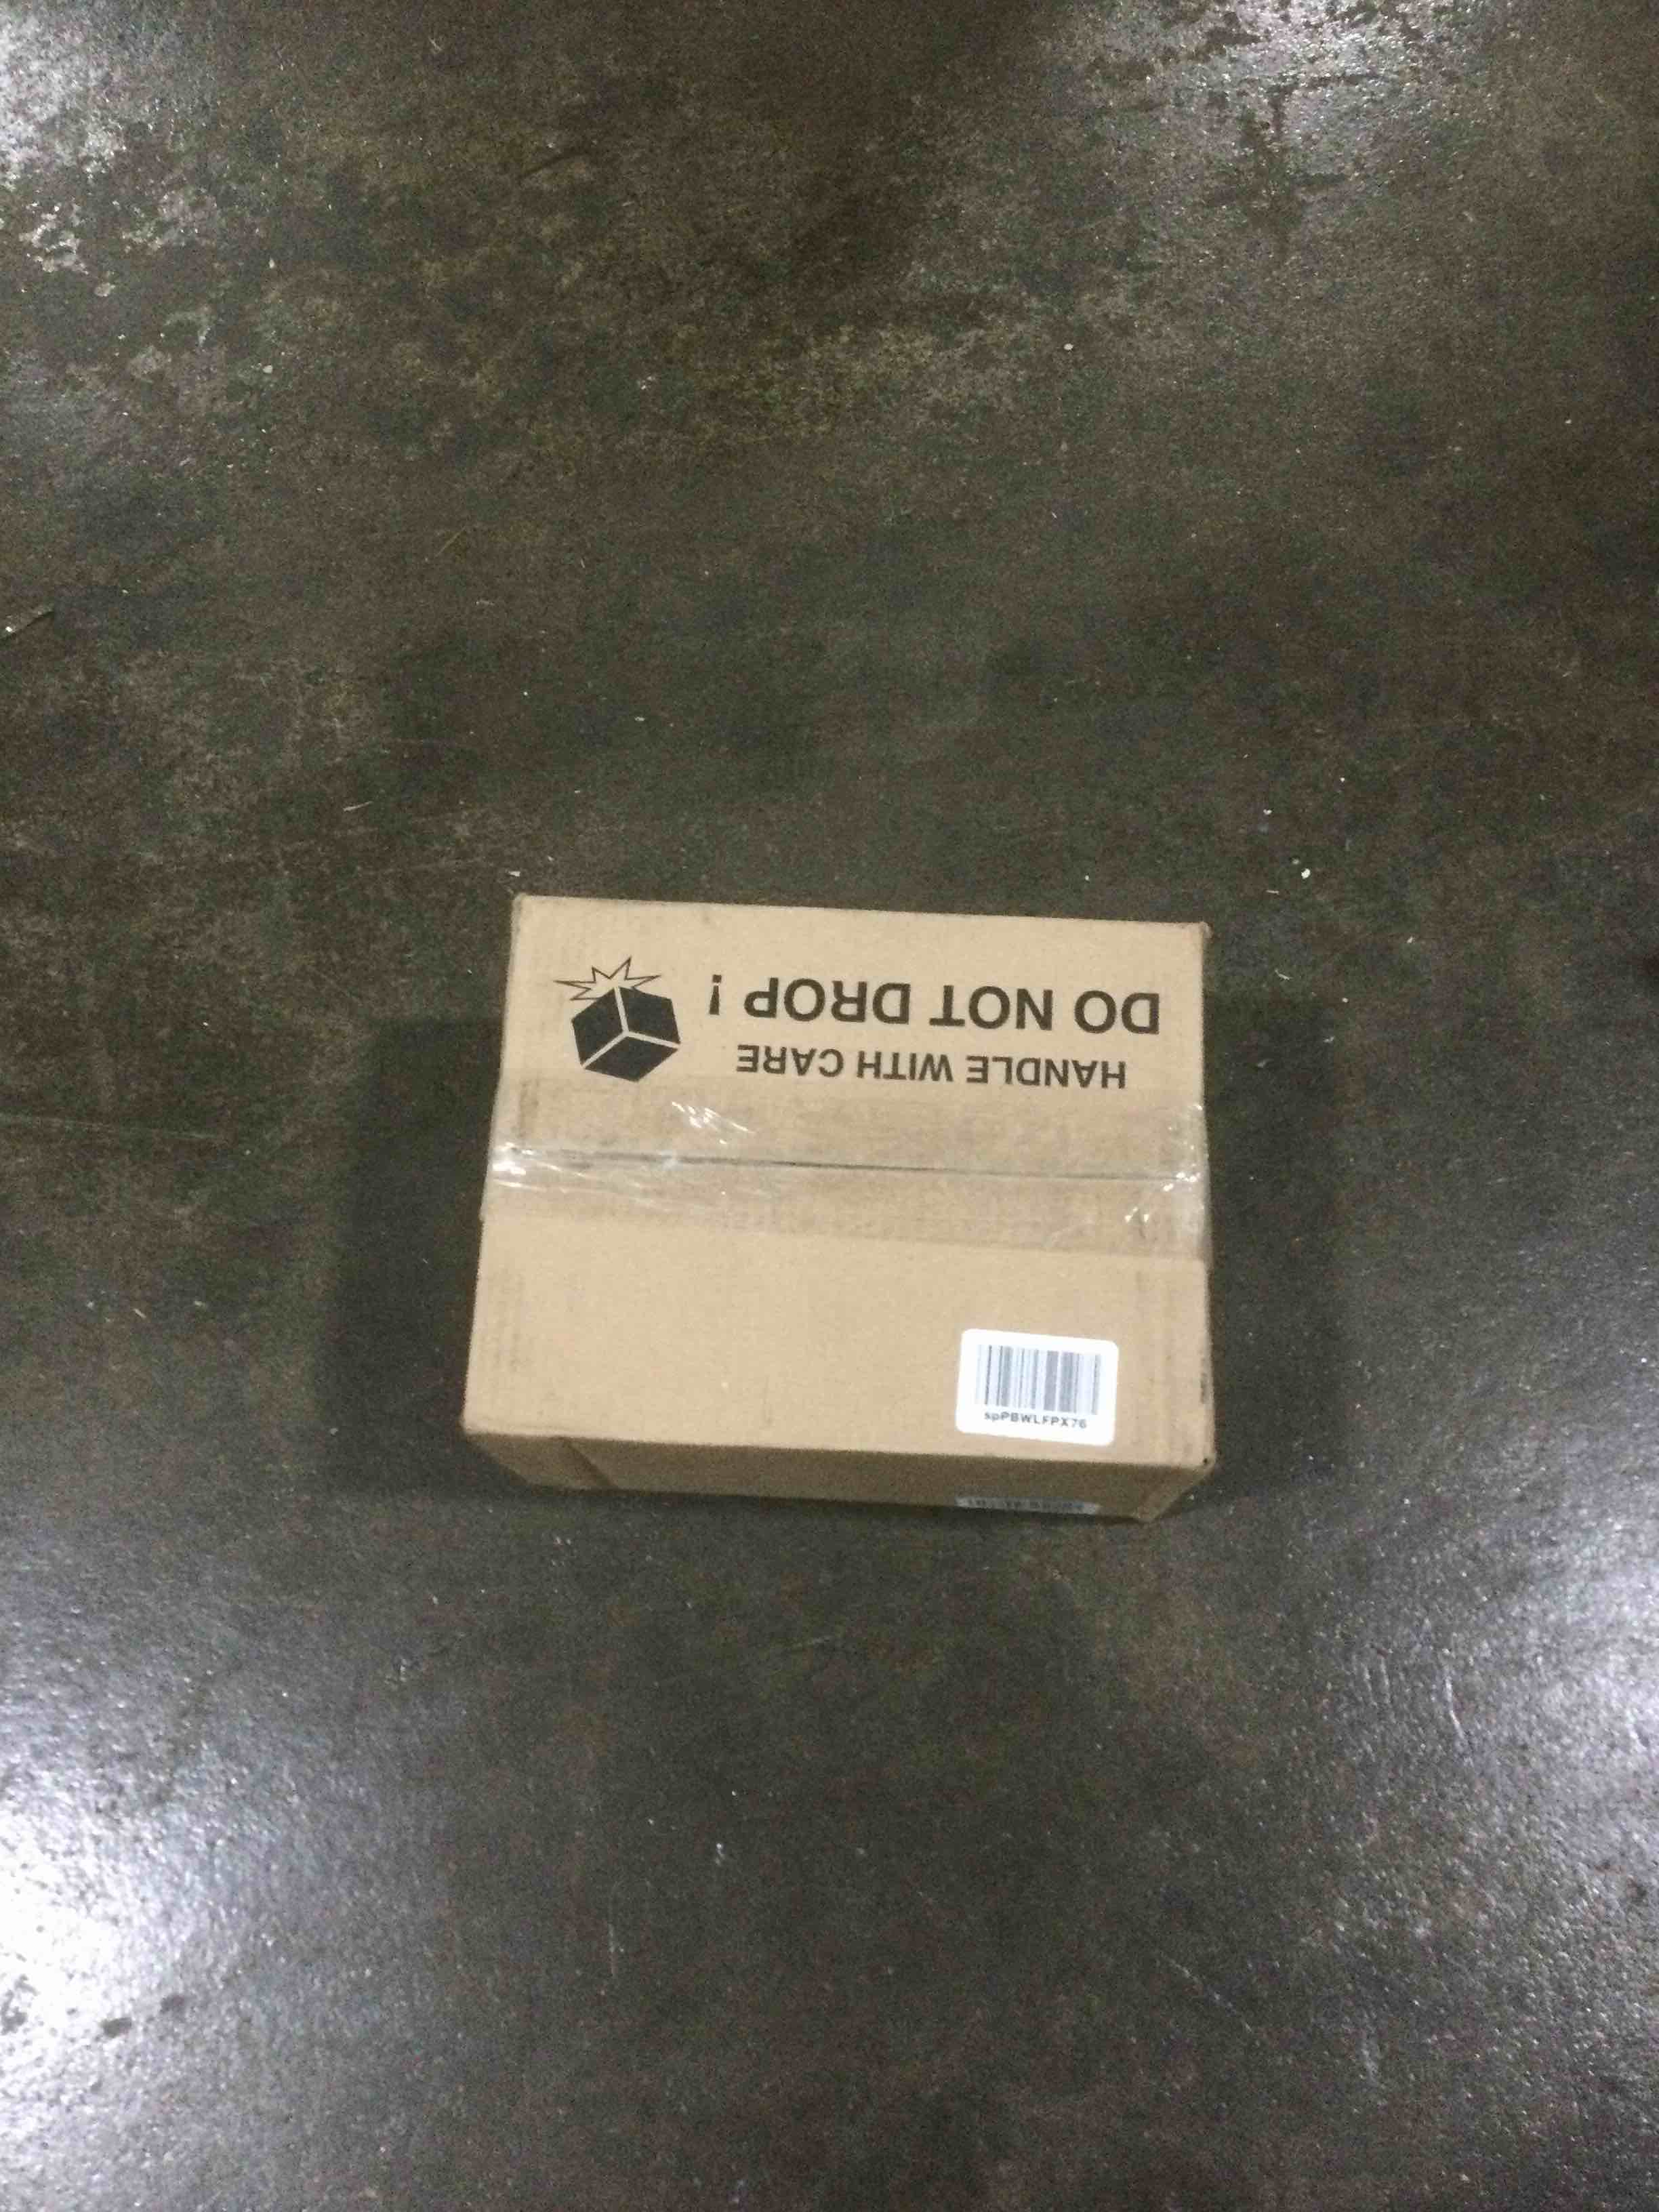 HANDLE WITH CARE
DO NOT DROP !
spPBWLFPX76